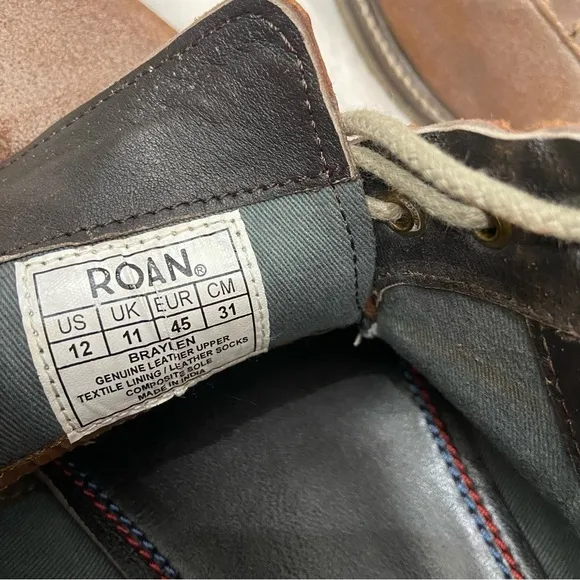 ROAN®
US UK EUR CM
12 11 45 31
BRAYLEN
GENUINE LEATHER UPPER
TEXTILE LINING / LEATHER SOCKS
COMPOSITE SOLE
MADE IN INDIA